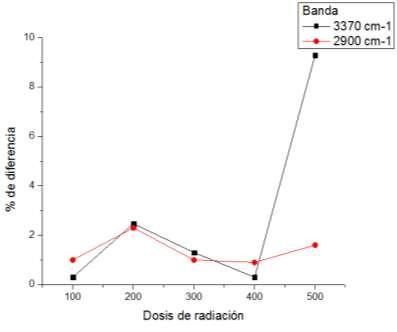 Banda
3370 cm-1
2900 cm-1
10
8
6
4
2
0
% de diferencia
100 200 300 400 500
Dosis de radiación